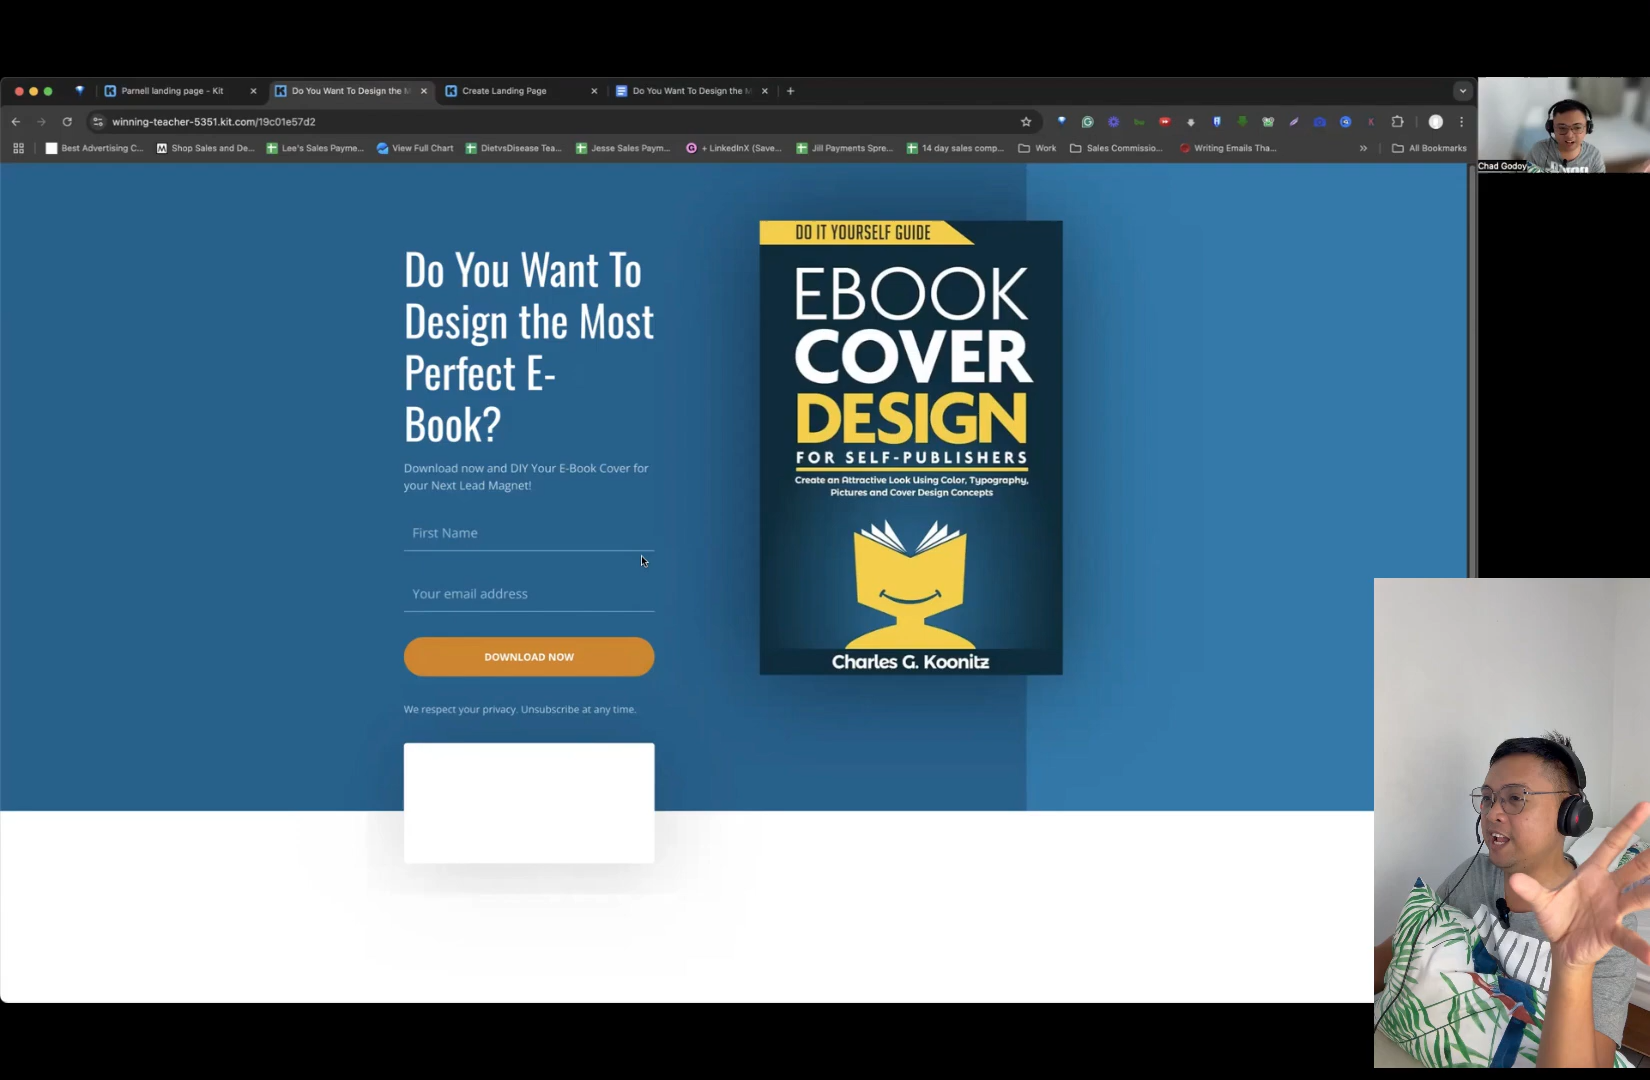 Parnell landing page - Kit
Do You Want To Design the M
Create Landing Page
Do You Want To Design the M
winning-teacher-5351.kit.com/19c01e57d2
Best Advertising C...
Shop Sales and De...
Lee's Sales Payme...
View Full Chart
DietvsDisease Tea...
Jesse Sales Paym...
+ LinkedInX (Save...
Jill Payments Spre...
14 day sales comp...
Work
Sales Commissio...
Writing Emails Tha...
»
All Bookmarks
Chad Godoy
Do You Want To
Design the Most
Perfect E-
Book?
Download now and DIY Your E-Book Cover for
your Next Lead Magnet!
First Name
Your email address
DOWNLOAD NOW
We respect your privacy. Unsubscribe at any time.
DO IT YOURSELF GUIDE
EBOOK
COVER
DESIGN
FOR SELF-PUBLISHERS
Create an Attractive Look Using Color, Typography,
Pictures and Cover Design Concepts
Charles G. Koonitz